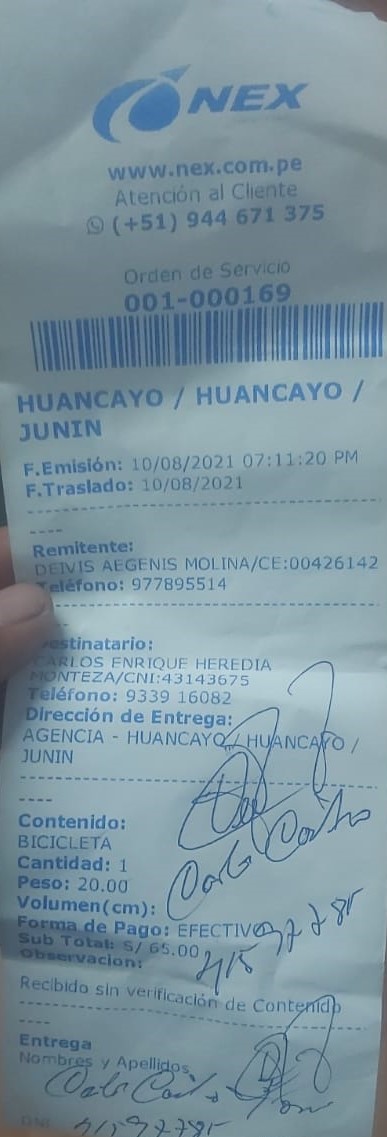 NEX
www.nex.com.pe
Atención al Cliente
(+51) 944 671 375
Orden de Servicio
001-000169
HUANCAYO / HUANCAYO /
JUNIN
F.Emisión: 10/08/2021 07:11:20 PM
F.Traslado: 10/08/2021
----
Remitente:
DEIVIS AEGENIS MOLINA/CE:00426142
Teléfono: 977895514
----
estinatario:
CARLOS ENRIQUE HEREDIA
MONTEZA/CNI:43143675
Teléfono: 9339 16082
Dirección de Entrega:
AGENCIA - HUANCAYO / HUANCAYO /
JUNIN
----
Contenido:
BICICLETA
Cantidad: 1
Peso: 20.00
Volumen(cm):
Forma de Pago: EFECTIVO
Sub Total: S/ 65.00
Observacion:
Recibido sin verificación de Contenido
----
Entrega
Nombres y Apellidos
DNI